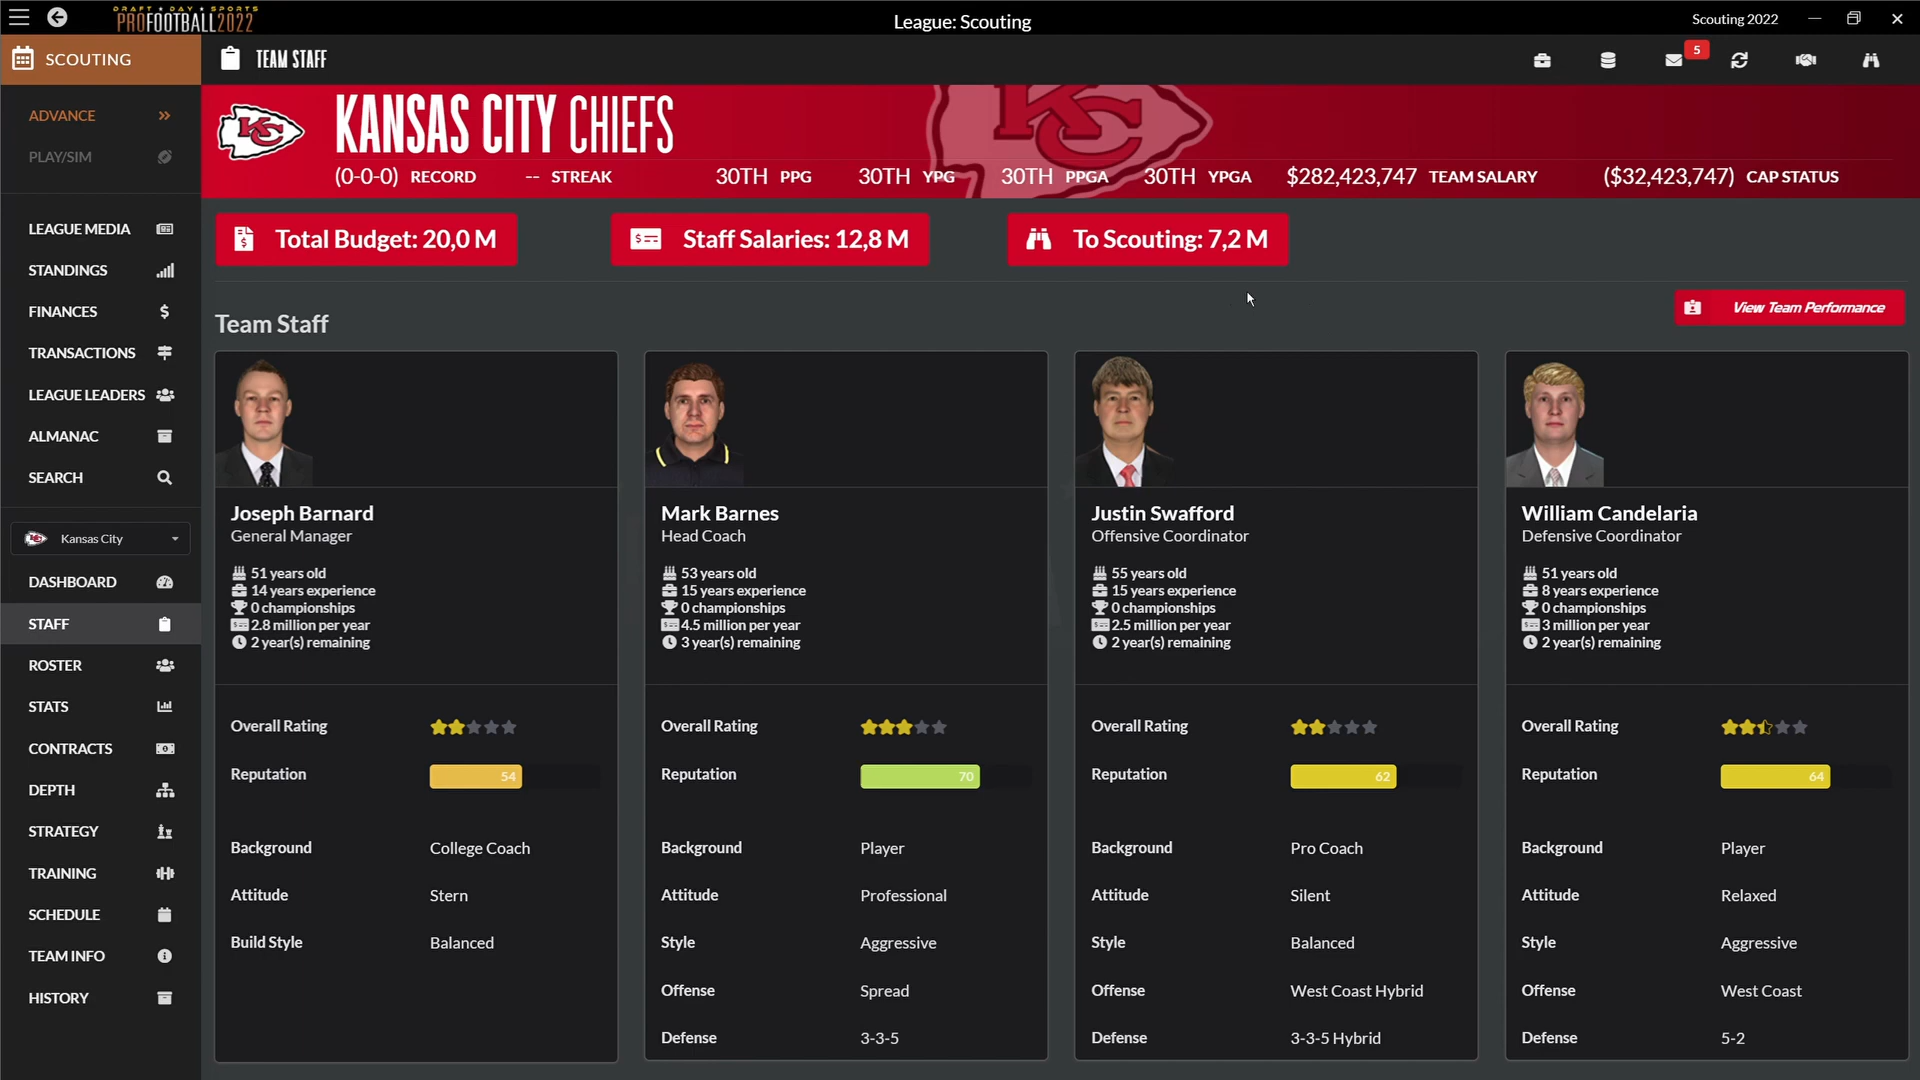 DRAFT DAY SPORTS
PROFOOTBALL2022
League: Scouting
Scouting 2022
SCOUTING
TEAM STAFF
5
ADVANCE
PLAY/SIM
KANSAS CITY CHIEFS
(0-0-0) RECORD -- STREAK 30TH PPG 30TH YPG 30TH PPGA 30TH YPGA $282,423,747 TEAM SALARY ($32,423,747) CAP STATUS
LEAGUE MEDIA
STANDINGS
FINANCES
TRANSACTIONS
LEAGUE LEADERS
ALMANAC
SEARCH
Kansas City
DASHBOARD
STAFF
ROSTER
STATS
CONTRACTS
DEPTH
STRATEGY
TRAINING
SCHEDULE
TEAM INFO
HISTORY
Total Budget: 20,0 M
Staff Salaries: 12,8 M
To Scouting: 7,2 M
View Team Performance
Team Staff
Joseph Barnard
General Manager
51 years old
14 years experience
0 championships
2.8 million per year
2 year(s) remaining
Overall Rating
Reputation 54
Background College Coach
Attitude Stern
Build Style Balanced
Mark Barnes
Head Coach
53 years old
15 years experience
0 championships
4.5 million per year
3 year(s) remaining
Overall Rating
Reputation 70
Background Player
Attitude Professional
Style Aggressive
Offense Spread
Defense 3-3-5
Justin Swafford
Offensive Coordinator
55 years old
15 years experience
0 championships
2.5 million per year
2 year(s) remaining
Overall Rating
Reputation 62
Background Pro Coach
Attitude Silent
Style Balanced
Offense West Coast Hybrid
Defense 3-3-5 Hybrid
William Candelaria
Defensive Coordinator
51 years old
8 years experience
0 championships
3 million per year
2 year(s) remaining
Overall Rating
Reputation 64
Background Player
Attitude Relaxed
Style Aggressive
Offense West Coast
Defense 5-2